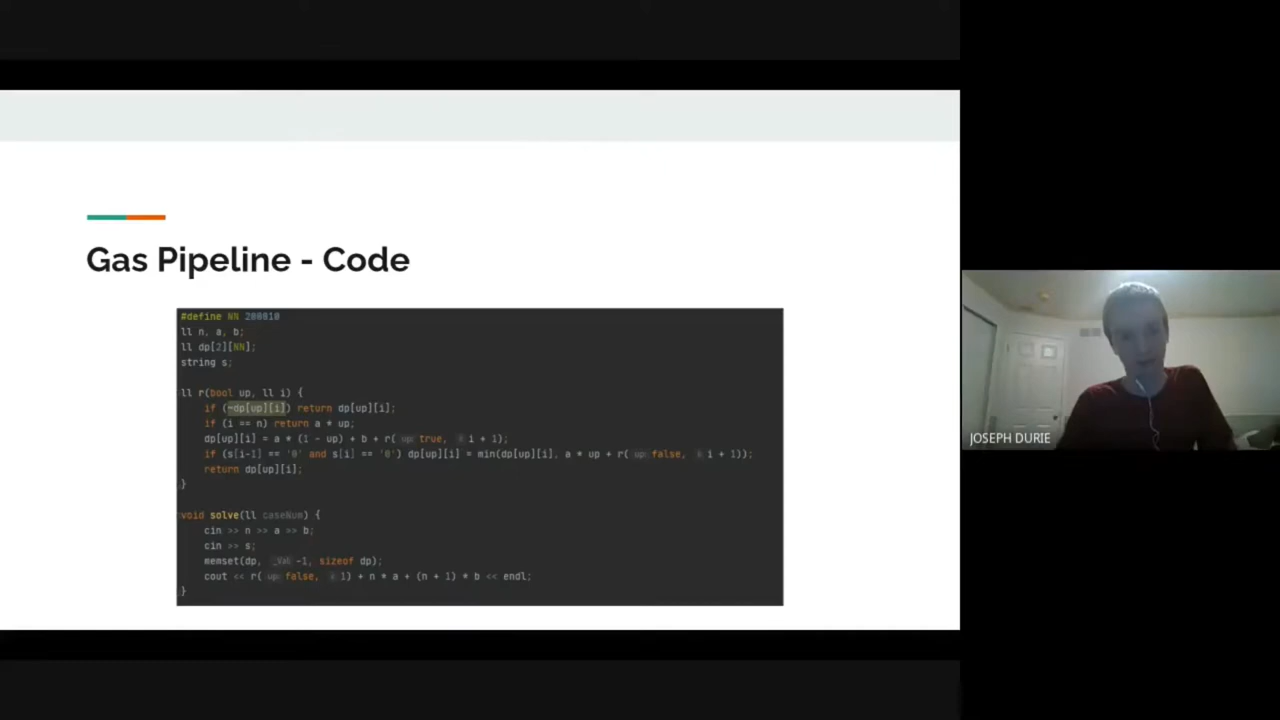 Gas Pipeline - Code
#define NN 200010
ll n, a, b;
ll dp[2][NN];
string s;
ll r(bool up, ll i) {
if (~dp[up][i]) return dp[up][i];
if (i == n) return a * up;
dp[up][i] = a * (1 - up) + b + r( up: true, i: i + 1);
if (s[i-1] == '0' and s[i] == '0') dp[up][i] = min(dp[up][i], a * up + r( up: false, i: i + 1));
return dp[up][i];
}
void solve(ll caseNum) {
cin >> n >> a >> b;
cin >> s;
memset(dp, _Val: -1, sizeof dp);
cout << r( up: false, i: 1) + n * a + (n + 1) * b << endl;
}
JOSEPH DURIE